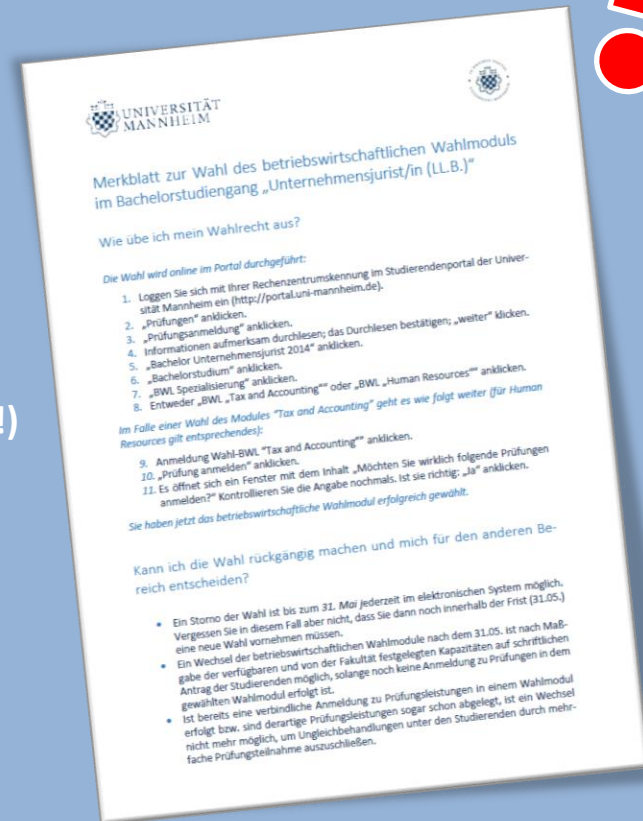 !
UNIVERSITÄT
MANNHEIM
Merkblatt zur Wahl des betriebswirtschaftlichen Wahlmoduls
im Bachelorstudiengang „Unternehmensjurist/in (LL.B.)“
Wie übe ich mein Wahlrecht aus?
Die Wahl wird online im Portal durchgeführt:
1. Loggen Sie sich mit Ihrer Rechenzentrumskennung im Studierendenportal der Univer-
sität Mannheim ein (http://portal.uni-mannheim.de).
2. „Prüfungen“ anklicken.
3. „Prüfungsanmeldung“ anklicken.
4. Informationen aufmerksam durchlesen; das Durchlesen bestätigen; „weiter“ klicken.
5. „Bachelor Unternehmensjurist 2014“ anklicken.
6. „Bachelorstudium“ anklicken.
7. „BWL Spezialisierung“ anklicken.
8. Entweder „BWL „Tax and Accounting““ oder „BWL „Human Resources““ anklicken.
!)
Im Falle einer Wahl des Modules “Tax and Accounting” geht es wie folgt weiter (für Human
Resources gilt entsprechendes):
9. Anmeldung Wahl-BWL “Tax and Accounting““ anklicken.
10. „Prüfung anmelden“ anklicken.
11. Es öffnet sich ein Fenster mit dem Inhalt „Möchten Sie wirklich folgende Prüfungen
anmelden?“ Kontrollieren Sie die Angabe nochmals. Ist sie richtig: „Ja“ anklicken.
Sie haben jetzt das betriebswirtschaftliche Wahlmodul erfolgreich gewählt.
Kann ich die Wahl rückgängig machen und mich für den anderen Be-
reich entscheiden?
• Ein Storno der Wahl ist bis zum 31. Mai jederzeit im elektronischen System möglich.
Vergessen Sie in diesem Fall aber nicht, dass Sie dann noch innerhalb der Frist (31.05.)
eine neue Wahl vornehmen müssen.
• Ein Wechsel der betriebswirtschaftlichen Wahlmodule nach dem 31.05. ist nach Maß-
gabe der verfügbaren und von der Fakultät festgelegten Kapazitäten auf schriftlichen
Antrag der Studierenden möglich, solange noch keine Anmeldung zu Prüfungen in dem
gewählten Wahlmodul erfolgt ist.
• Ist bereits eine verbindliche Anmeldung zu Prüfungsleistungen in einem Wahlmodul
erfolgt bzw. sind derartige Prüfungsleistungen sogar schon abgelegt, ist ein Wechsel
nicht mehr möglich, um Ungleichbehandlungen unter den Studierenden durch mehr-
fache Prüfungsteilnahme auszuschließen.